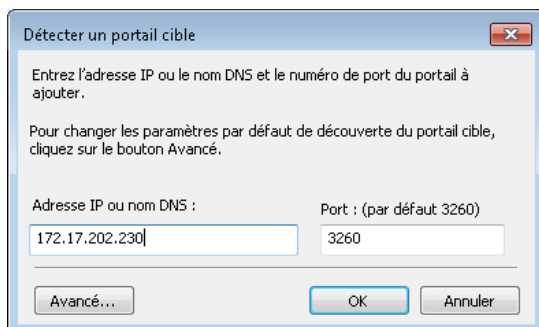 Détecter un portail cible
Entrez l'adresse IP ou le nom DNS et le numéro de port du portail à
ajouter.
Pour changer les paramètres par défaut de découverte du portail cible,
cliquez sur le bouton Avancé.
Adresse IP ou nom DNS :
Port : (par défaut 3260)
172.17.202.230
3260
Avancé...
OK
Annuler